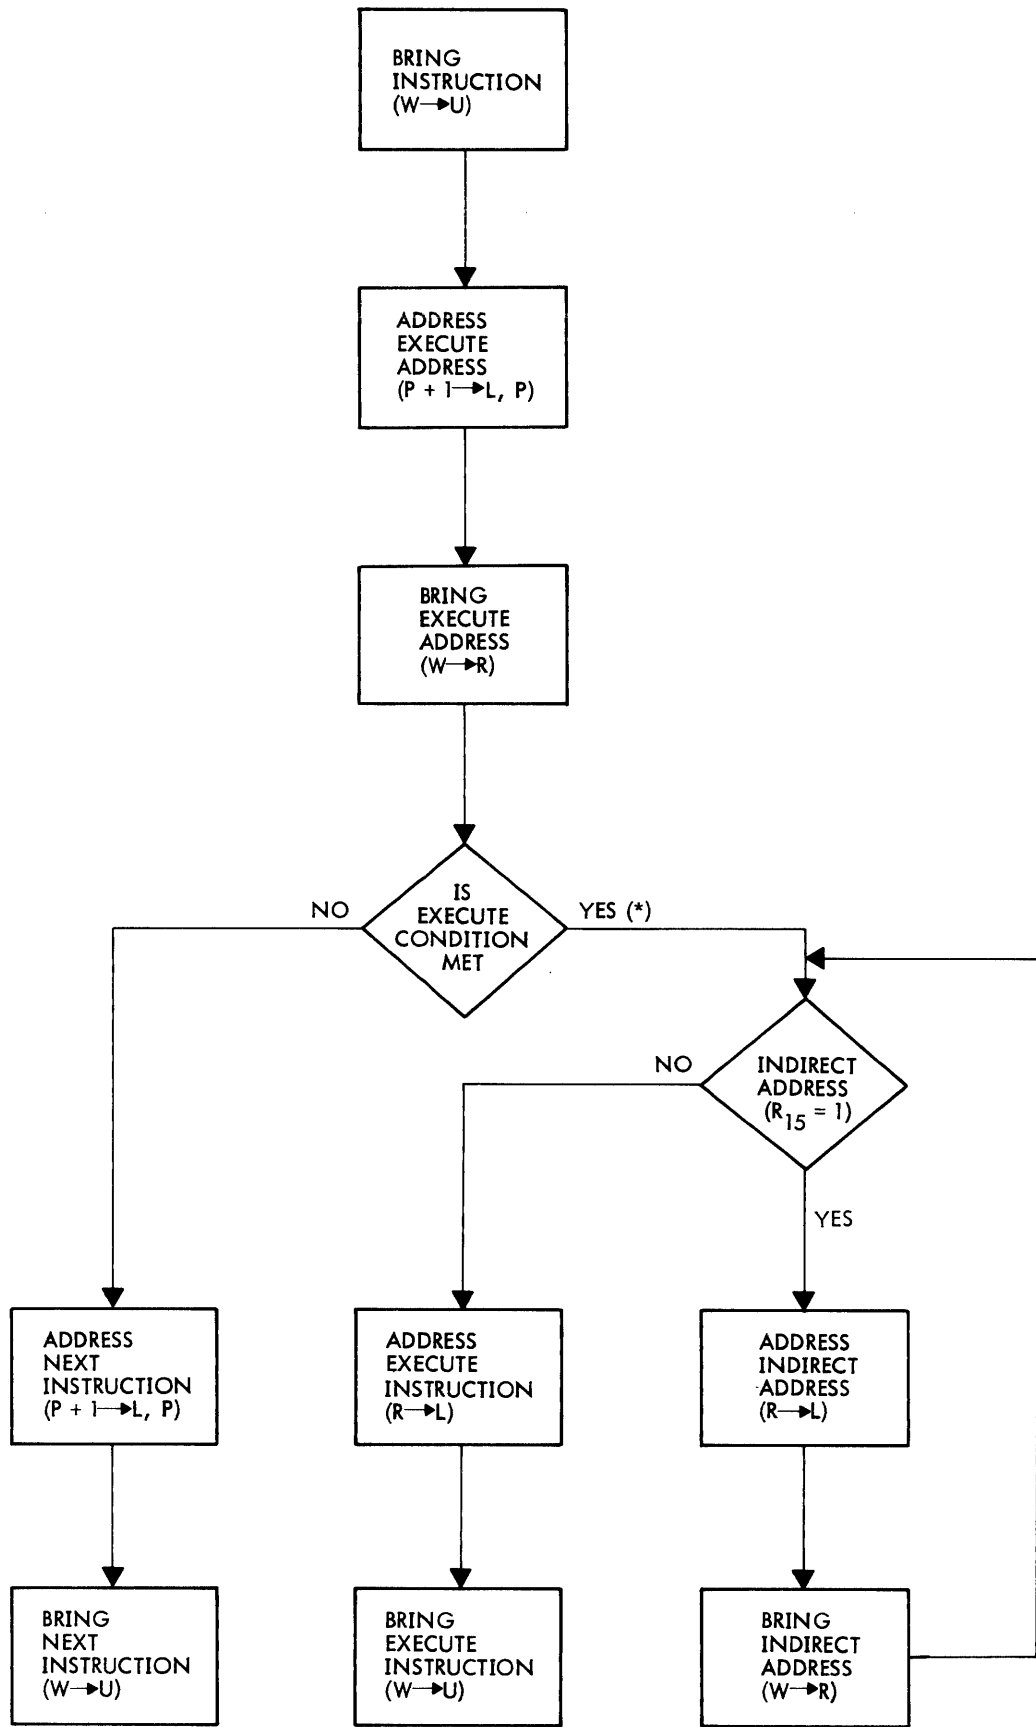 BRING
INSTRUCTION
(W→U)
ADDRESS
EXECUTE
ADDRESS
(P + 1→L, P)
BRING
EXECUTE
ADDRESS
(W→R)
IS
EXECUTE
CONDITION
MET
NO
YES (*)
INDIRECT
ADDRESS
(R15 = 1)
NO
YES
ADDRESS
NEXT
INSTRUCTION
(P + 1→L, P)
ADDRESS
EXECUTE
INSTRUCTION
(R→L)
ADDRESS
INDIRECT
ADDRESS
(R→L)
BRING
NEXT
INSTRUCTION
(W→U)
BRING
EXECUTE
INSTRUCTION
(W→U)
BRING
INDIRECT
ADDRESS
(W→R)